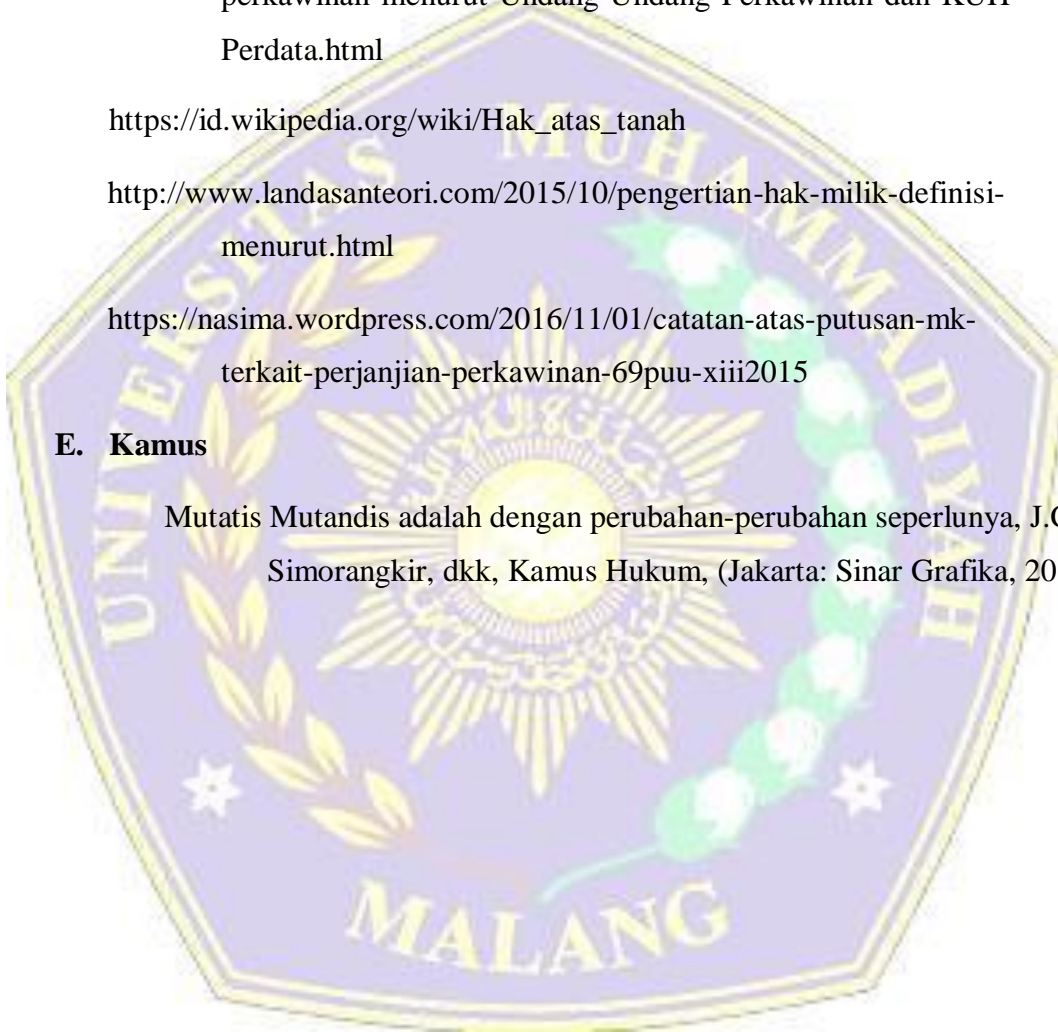 perkawinan menurut Undang-Undang Perkawinan dan KUH
Perdata.html
https://id.wikipedia.org/wiki/Hak_atas_tanah
http://www.landasanteori.com/2015/10/pengertian-hak-milik-definisi-
menurut.html
https://nasima.wordpress.com/2016/11/01/catatan-atas-putusan-mk-
terkait-perjanjian-perkawinan-69puu-xiii2015
E. Kamus
Mutatis Mutandis adalah dengan perubahan-perubahan seperlunya,
Simorangkir, dkk, Kamus Hukum, (Jakarta: Sinar Grafika,
UNIVERSITAS MUHAMMADIYAH
MALANG